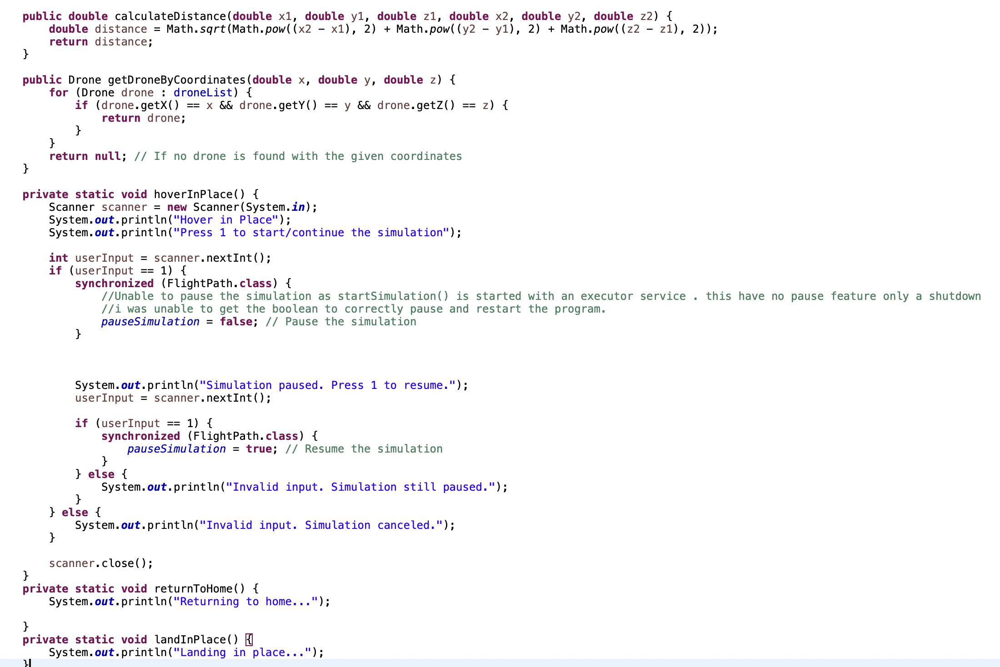 public double calculateDistance(double x1, double y1, double z1, double x2, double y2, double z2) {
    double distance = Math.sqrt(Math.pow((x2 - x1), 2) + Math.pow((y2 - y1), 2) + Math.pow((z2 - z1), 2));
    return distance;
}

public Drone getDroneByCoordinates(double x, double y, double z) {
    for (Drone drone : droneList) {
        if (drone.getX() == x && drone.getY() == y && drone.getZ() == z) {
            return drone;
        }
    }
    return null; // If no drone is found with the given coordinates
}

private static void hoverInPlace() {
    Scanner scanner = new Scanner(System.in);
    System.out.println("Hover in Place");
    System.out.println("Press 1 to start/continue the simulation");

    int userInput = scanner.nextInt();
    if (userInput == 1) {
        synchronized (FlightPath.class) {
            //Unable to pause the simulation as startSimulation() is started with an executor service . this have no pause feature only a shutdown
            //i was unable to get the boolean to correctly pause and restart the program.
            pauseSimulation = false; // Pause the simulation
        }

        System.out.println("Simulation paused. Press 1 to resume.");
        userInput = scanner.nextInt();

        if (userInput == 1) {
            synchronized (FlightPath.class) {
                pauseSimulation = true; // Resume the simulation
            }
        } else {
            System.out.println("Invalid input. Simulation still paused.");
        }
    } else {
        System.out.println("Invalid input. Simulation canceled.");
    }

    scanner.close();
}
private static void returnToHome() {
    System.out.println("Returning to home...");

}
private static void landInPlace() {
    System.out.println("Landing in place...");
}